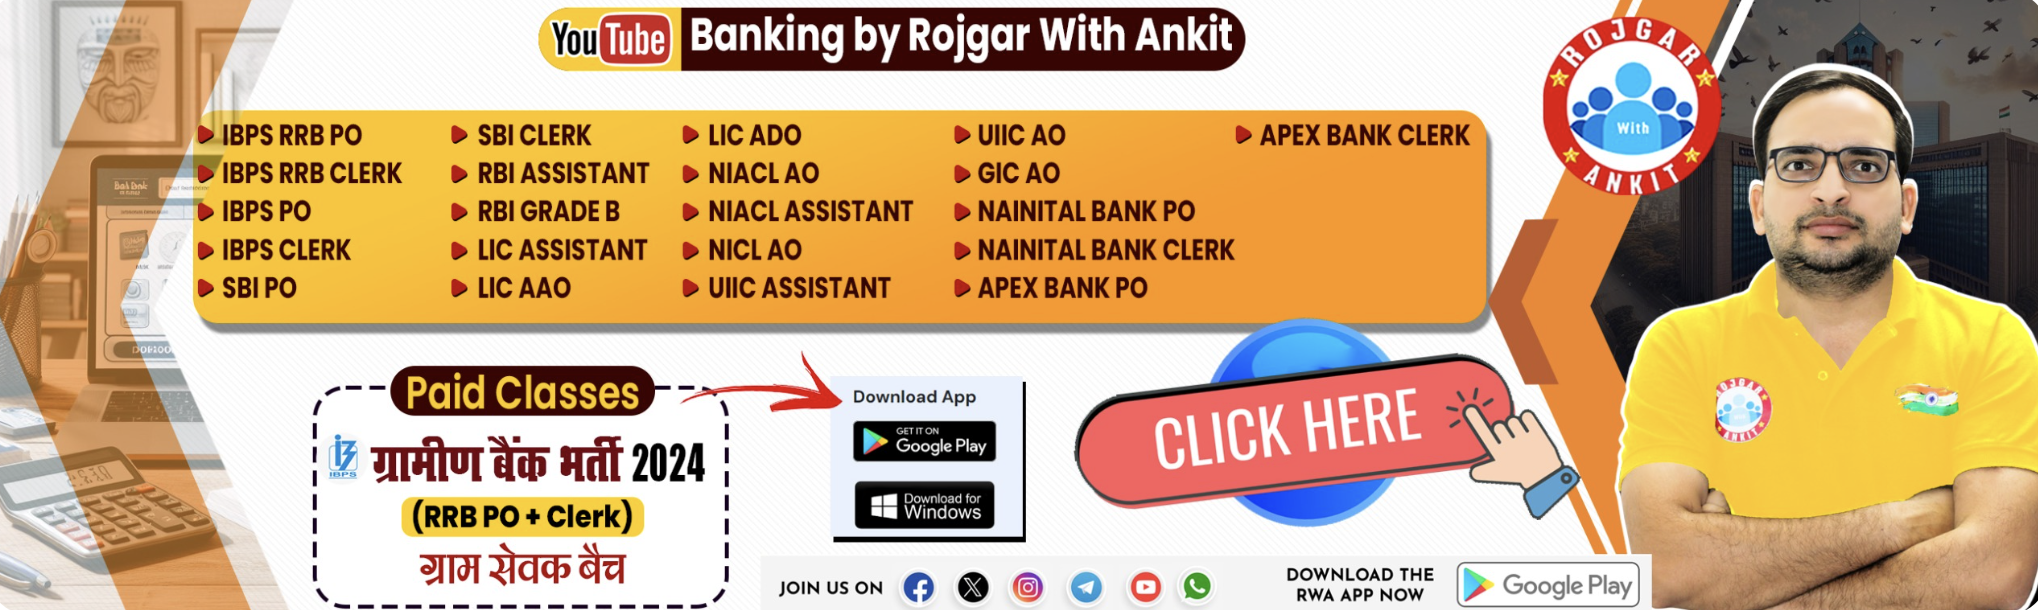 YouTube Banking by Rojgar With Ankit
ROJGAR
With
ANKIT
IBPS RRB PO
IBPS RRB CLERK
IBPS PO
IBPS CLERK
SBI PO
SBI CLERK
RBI ASSISTANT
RBI GRADE B
LIC ASSISTANT
LIC AAO
LIC ADO
NIACL AO
NIACL ASSISTANT
NICL AO
UIIC ASSISTANT
UIIC AO
GIC AO
NAINITAL BANK PO
NAINITAL BANK CLERK
APEX BANK PO
APEX BANK CLERK
Paid Classes
IBPS
ग्रामीण बैंक भर्ती 2024
(RRB PO + Clerk)
ग्राम सेवक बैच
Download App
GET IT ON
Google Play
Download for
Windows
CLICK HERE
ROJGAR
ANKIT
JOIN US ON
DOWNLOAD THE
RWA APP NOW
Google Play